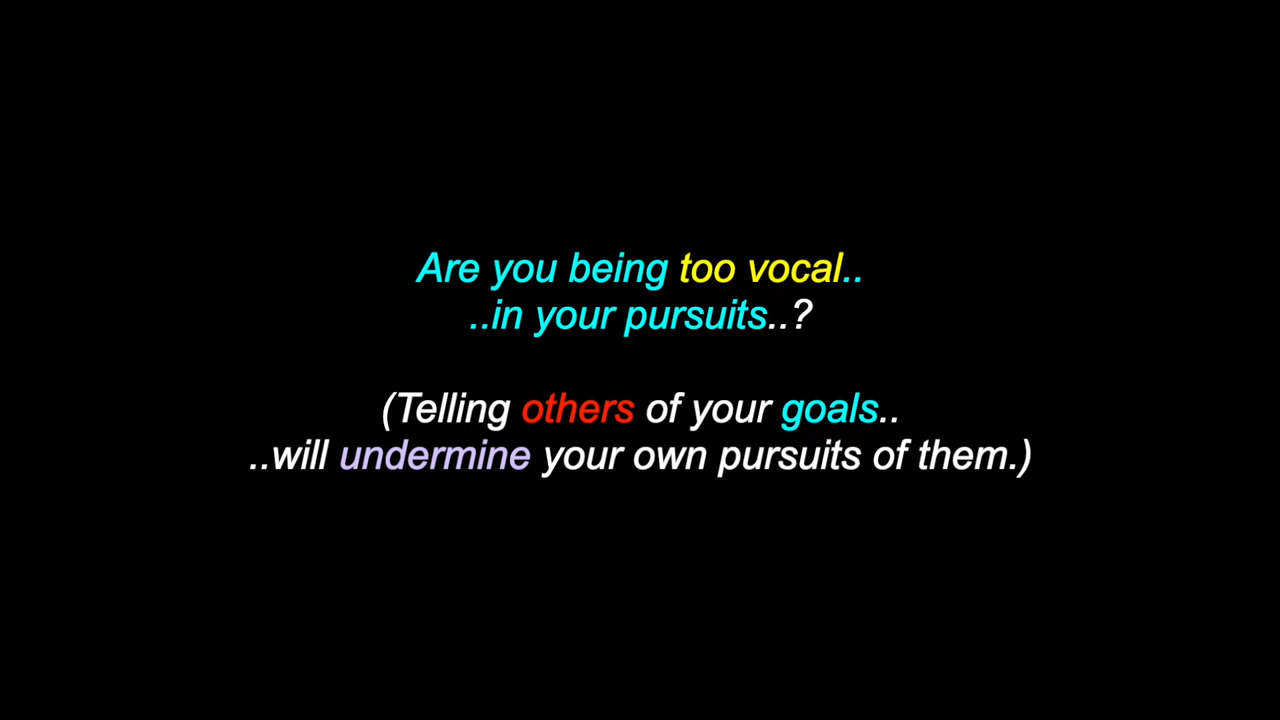 Are you being too vocal..
..in your pursuits..?
(Telling others of your goals..
..will undermine your own pursuits of them.)